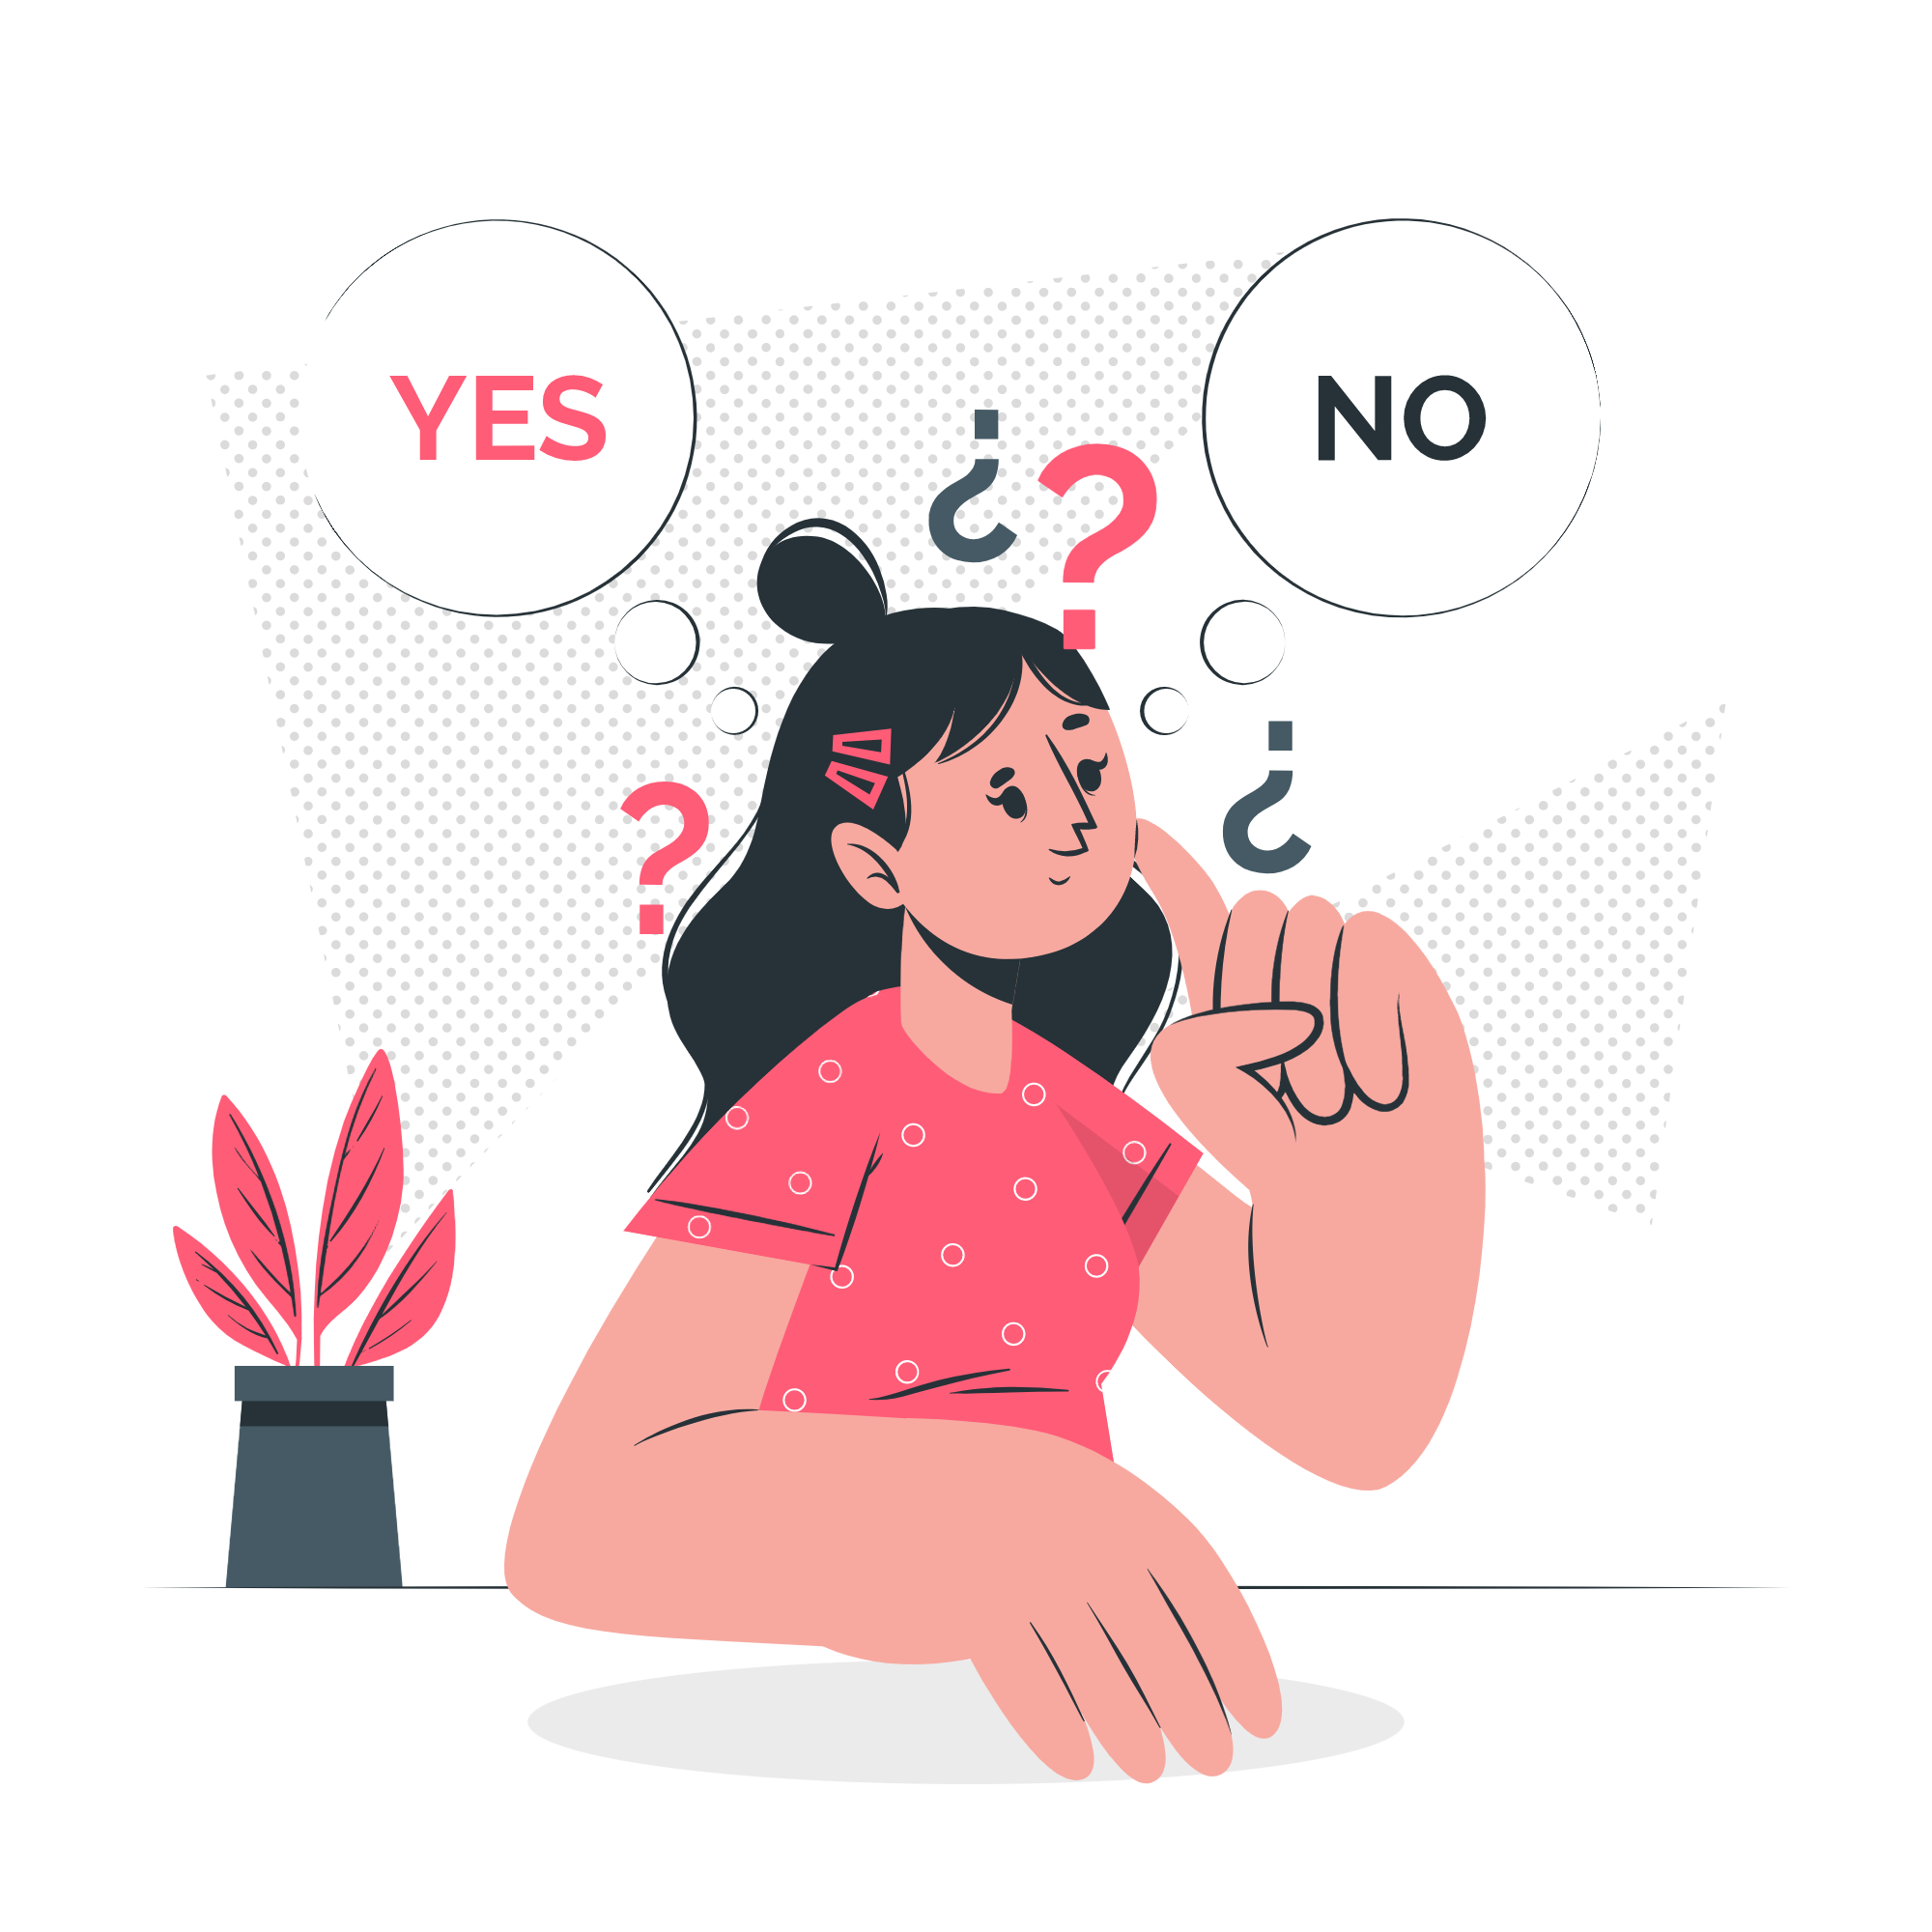 YES
NO
¿
?
¿
?